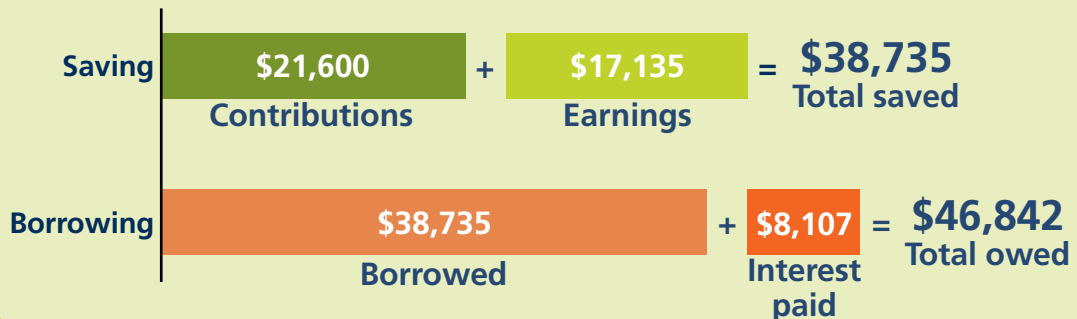 Saving $21,600 + $17,135 = $38,735
Contributions Earnings Total saved
Borrowing $38,735 + $8,107 = $46,842
Borrowed Interest paid Total owed